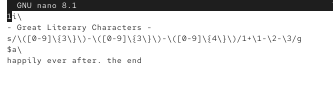 GNU nano 8.1
1i\
- Great Literary Characters -
s/\([0-9]\{3\}\)-\([0-9]\{3\}\)-\([0-9]\{4\}\)/1+\1-\2-\3/g
$a\
happily ever after. the end